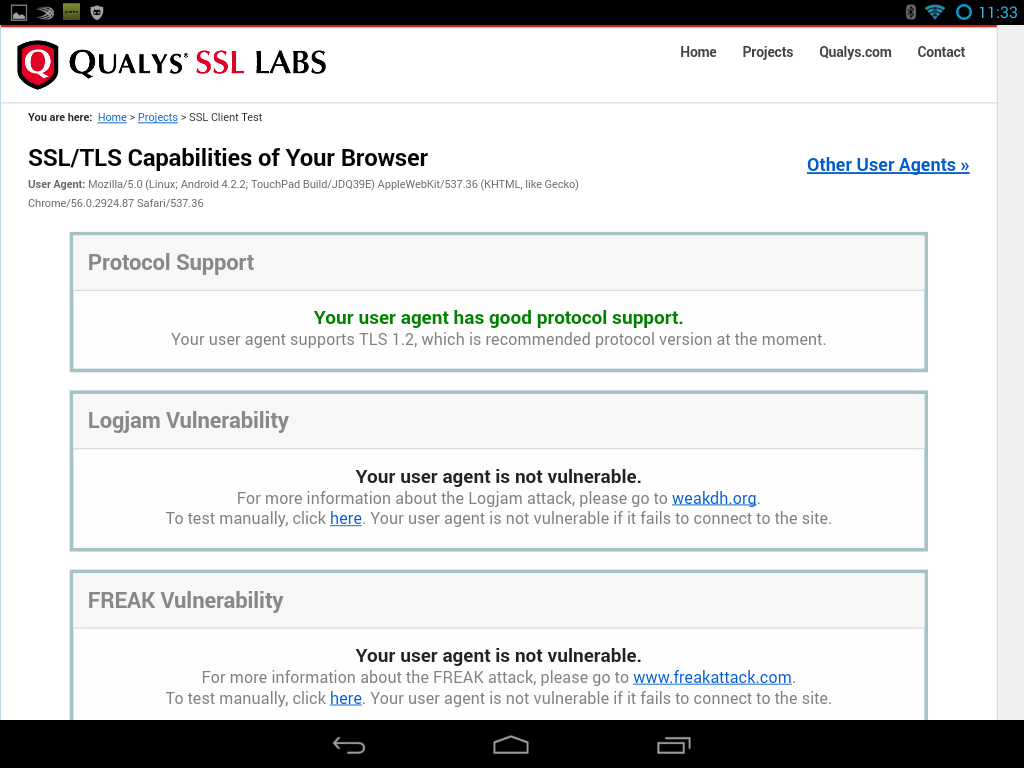 11:33
QUALYS® SSL LABS
Home Projects Qualys.com Contact
You are here: Home > Projects > SSL Client Test
SSL/TLS Capabilities of Your Browser
Other User Agents »
User Agent: Mozilla/5.0 (Linux; Android 4.2.2; TouchPad Build/JDQ39E) AppleWebKit/537.36 (KHTML, like Gecko)
Chrome/56.0.2924.87 Safari/537.36
Protocol Support
Your user agent has good protocol support.
Your user agent supports TLS 1.2, which is recommended protocol version at the moment.
Logjam Vulnerability
Your user agent is not vulnerable.
For more information about the Logjam attack, please go to weakdh.org.
To test manually, click here. Your user agent is not vulnerable if it fails to connect to the site.
FREAK Vulnerability
Your user agent is not vulnerable.
For more information about the FREAK attack, please go to www.freakattack.com.
To test manually, click here. Your user agent is not vulnerable if it fails to connect to the site.